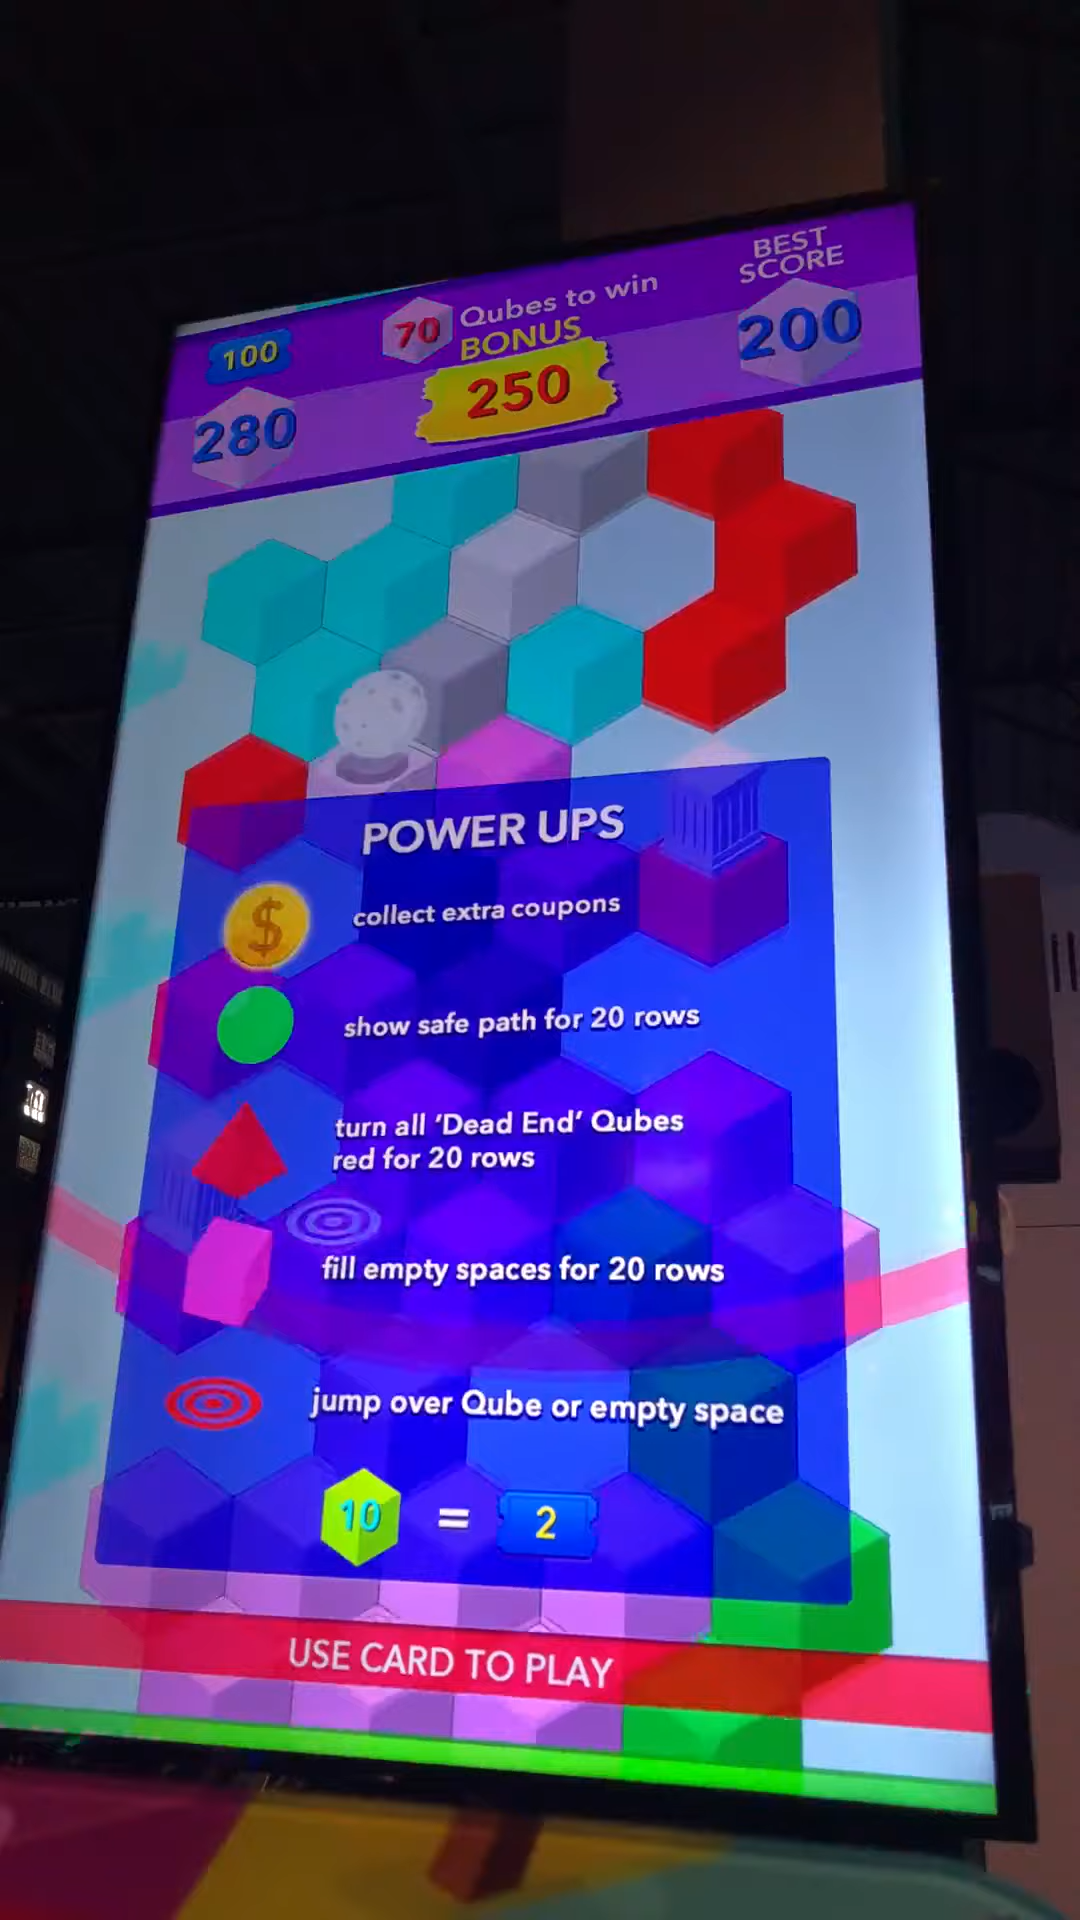 BEST
SCORE
70 Qubes to win
BONUS
100
250
200
280
POWER UPS
$ collect extra coupons
show safe path for 20 rows
turn all ‘Dead End’ Qubes
red for 20 rows
fill empty spaces for 20 rows
jump over Qube or empty space
10 = 2
USE CARD TO PLAY